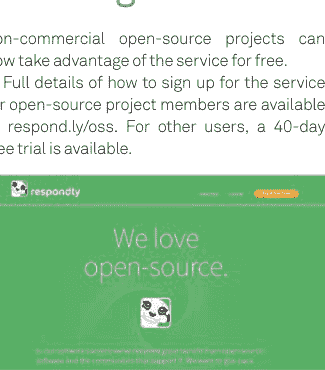 on-commercial open-source projects can
ow take advantage of the service for free.
Full details of how to sign up for the service
r open-source project members are available
respond.ly/oss. For other users, a 40-day
ee trial is available.
respondly
We love
open-source.